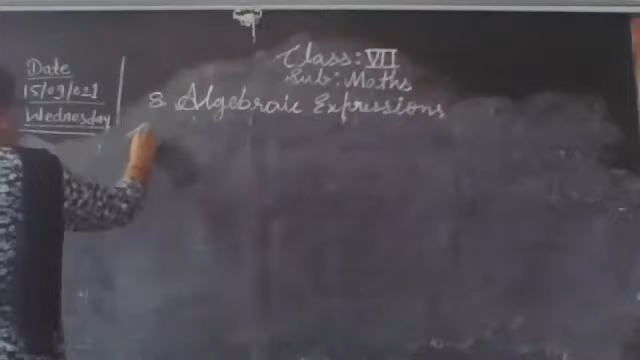 Date
15/09/021
Wednesday
Class: VII
Sub: Maths
8 Algebraic Expressions